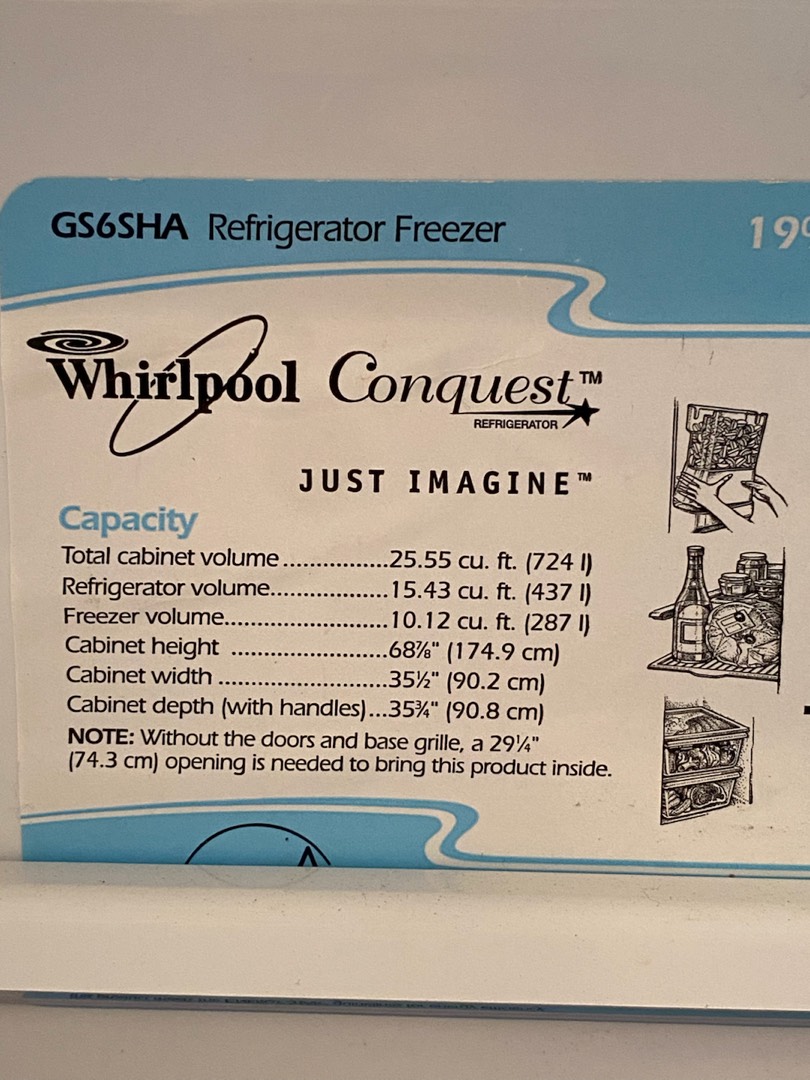 GS6SHA Refrigerator Freezer
Whirlpool Conquest™
REFRIGERATOR
JUST IMAGINE™
Capacity
Total cabinet volume................25.55 cu. ft. (724 l)
Refrigerator volume..................15.43 cu. ft. (437 l)
Freezer volume.........................10.12 cu. ft. (287 l)
Cabinet height ........................68⅞" (174.9 cm)
Cabinet width ..........................35½" (90.2 cm)
Cabinet depth (with handles)...35¾" (90.8 cm)
NOTE: Without the doors and base grille, a 29¼"
(74.3 cm) opening is needed to bring this product inside.